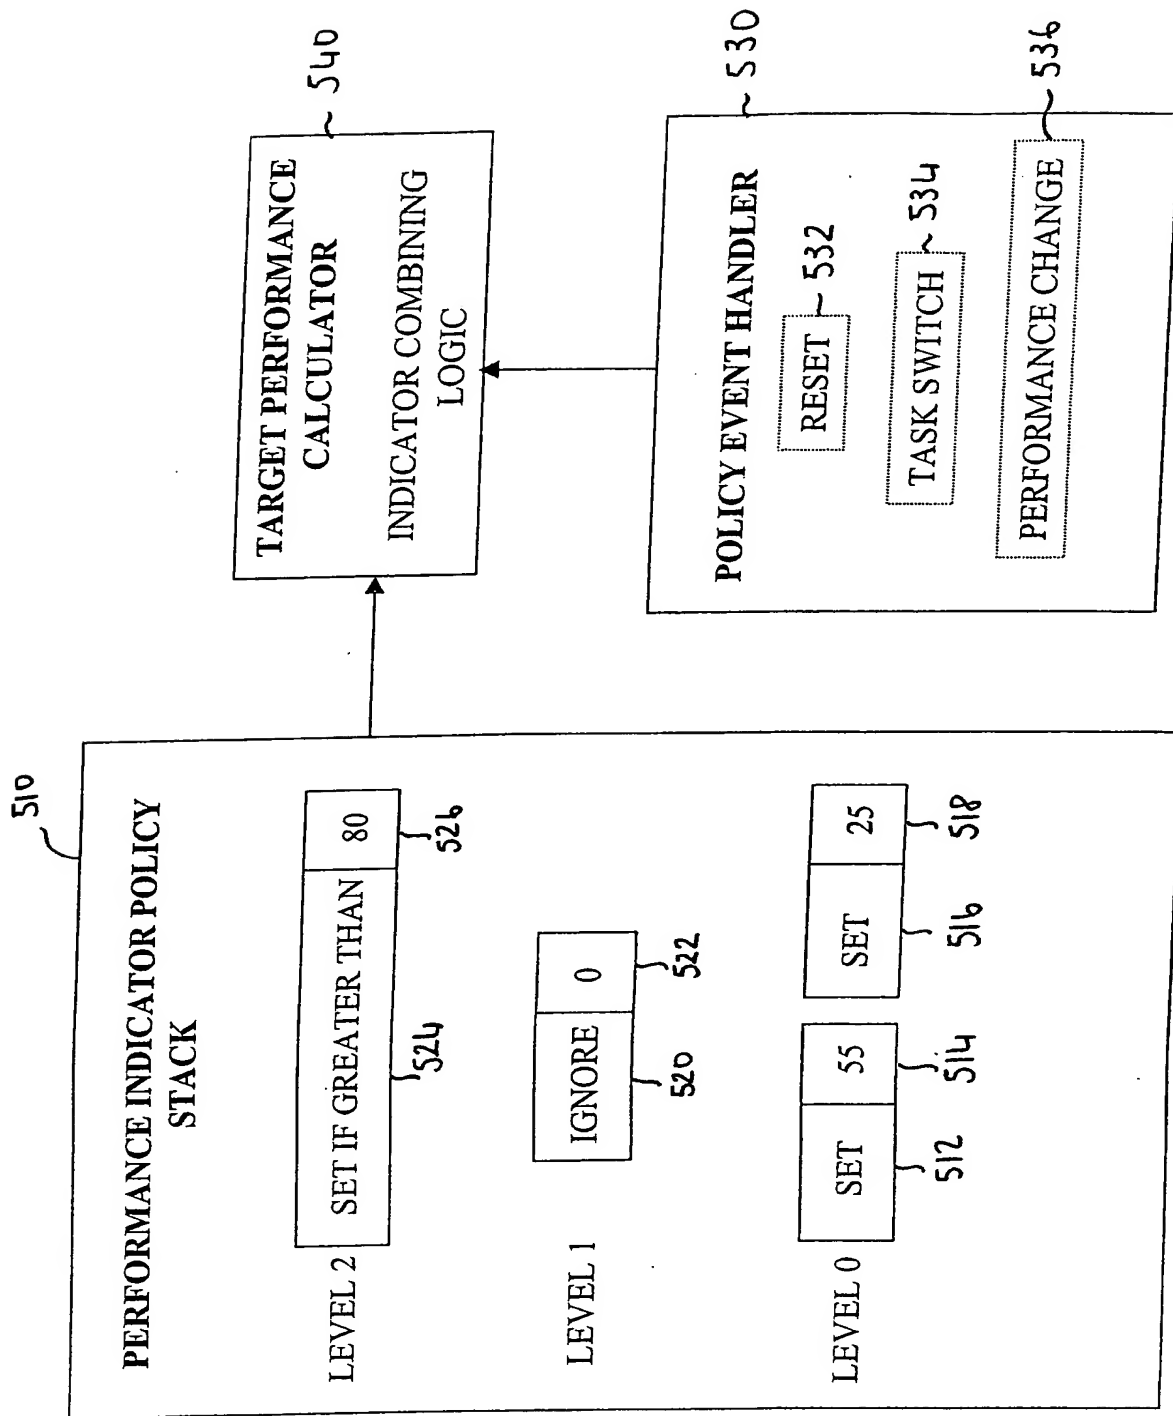 510
PERFORMANCE INDICATOR POLICY
STACK
LEVEL 2
SET IF GREATER THAN
80
524
526
LEVEL 1
IGNORE
0
520
522
LEVEL 0
SET
55
SET
25
512
514
516
518
540
TARGET PERFORMANCE
CALCULATOR
INDICATOR COMBINING
LOGIC
530
POLICY EVENT HANDLER
RESET
532
TASK SWITCH
534
PERFORMANCE CHANGE
536